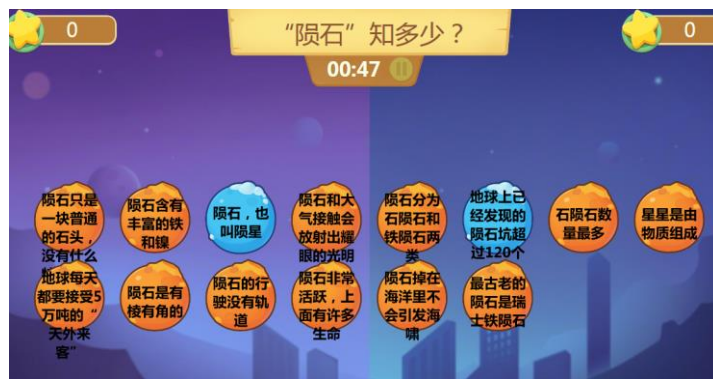 0
“陨石”知多少？
0
00:47
陨石只是
一块普通
的石头，
没有什么
陨石含有
丰富的铁
和镍
陨石，也
叫陨星
陨石和大
气接触会
放射出耀
眼的光明
陨石分为
石陨石和
铁陨石两
类
地球上已
经发现的
陨石坑超
过120个
石陨石数
量最多
星星是由
物质组成
地球每天
都要接受5
万吨的“
天外来
客”
陨石是有
棱有角的
陨石的行
驶没有轨
道
陨石非常
活跃，上
面有许多
生命
陨石掉在
海洋里不
会引发海
啸
最古老的
陨石是瑞
士铁陨石